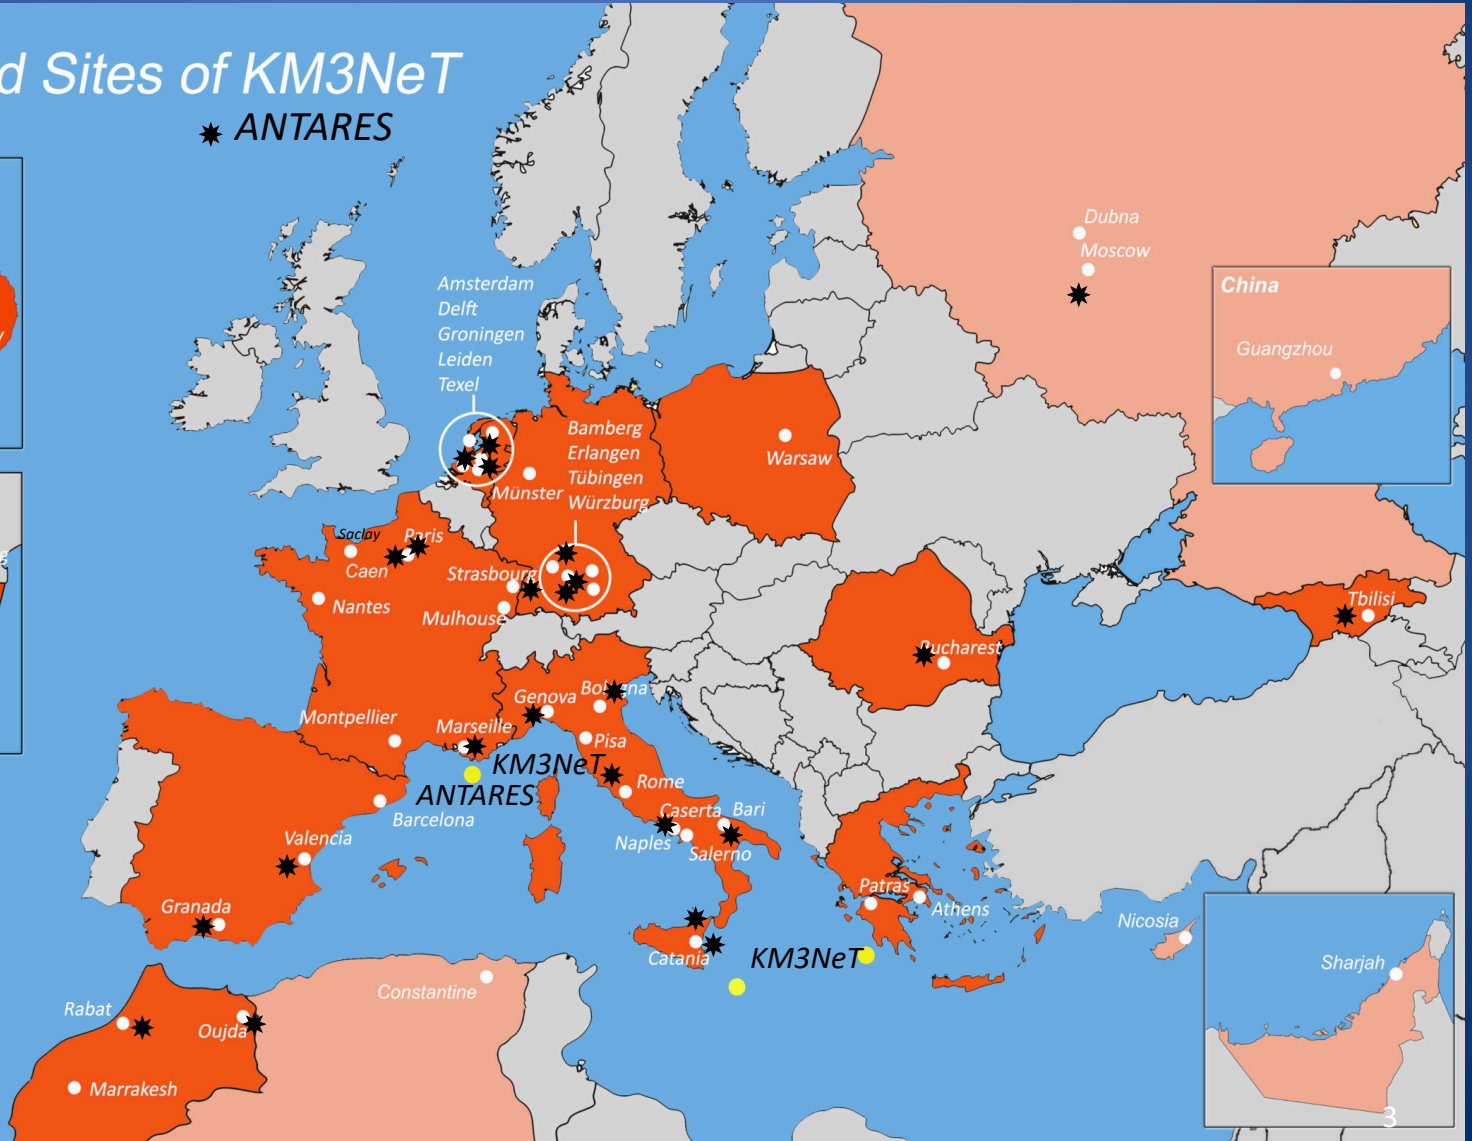 d Sites of KM3NeT
ANTARES
Dubna
Moscow
China
Guangzhou
Amsterdam
Delft
Groningen
Leiden
Texel
Bamberg
Erlangen
Tübingen
Würzburg
Münster
Warsaw
Saclay
Paris
Caen
Strasbourg
Nantes
Mulhouse
Tbilisi
Bucharest
Genova
Bologna
Montpellier
Marseille
Pisa
KM3NeT
ANTARES
Rome
Barcelona
Caserta
Bari
Valencia
Naples
Salerno
Granada
Patras
Athens
Nicosia
Catania
KM3NeT
Sharjah
Constantine
Rabat
Oujda
Marrakesh
3